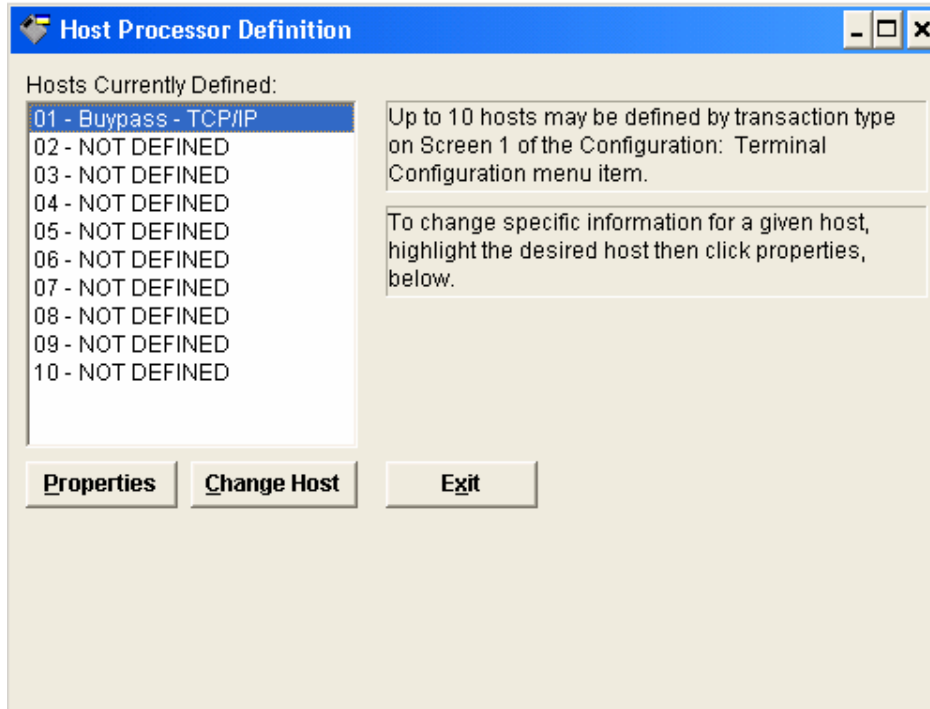 Host Processor Definition
Hosts Currently Defined:
01 - Buypass - TCP/IP
02 - NOT DEFINED
03 - NOT DEFINED
04 - NOT DEFINED
05 - NOT DEFINED
06 - NOT DEFINED
07 - NOT DEFINED
08 - NOT DEFINED
09 - NOT DEFINED
10 - NOT DEFINED
Up to 10 hosts may be defined by transaction type
on Screen 1 of the Configuration: Terminal
Configuration menu item.
To change specific information for a given host,
highlight the desired host then click properties,
below.
Properties
Change Host
Exit